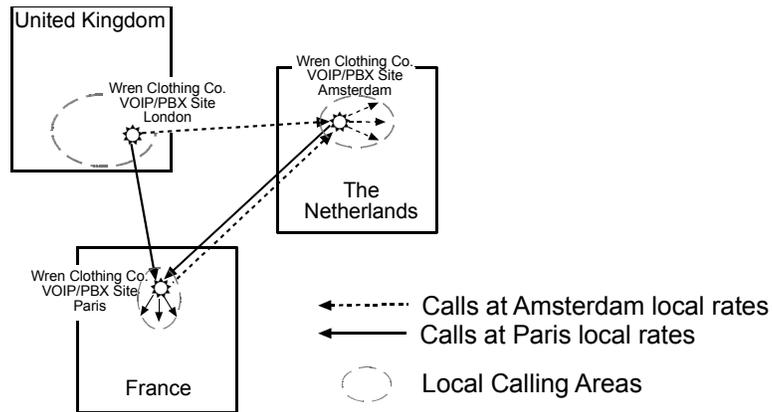 United Kingdom
Wren Clothing Co.
VOIP/PBX Site
London
Wren Clothing Co.
VOIP/PBX Site
Amsterdam
The
Netherlands
Wren Clothing Co.
VOIP/PBX Site
Paris
France
Calls at Amsterdam local rates
Calls at Paris local rates
Local Calling Areas